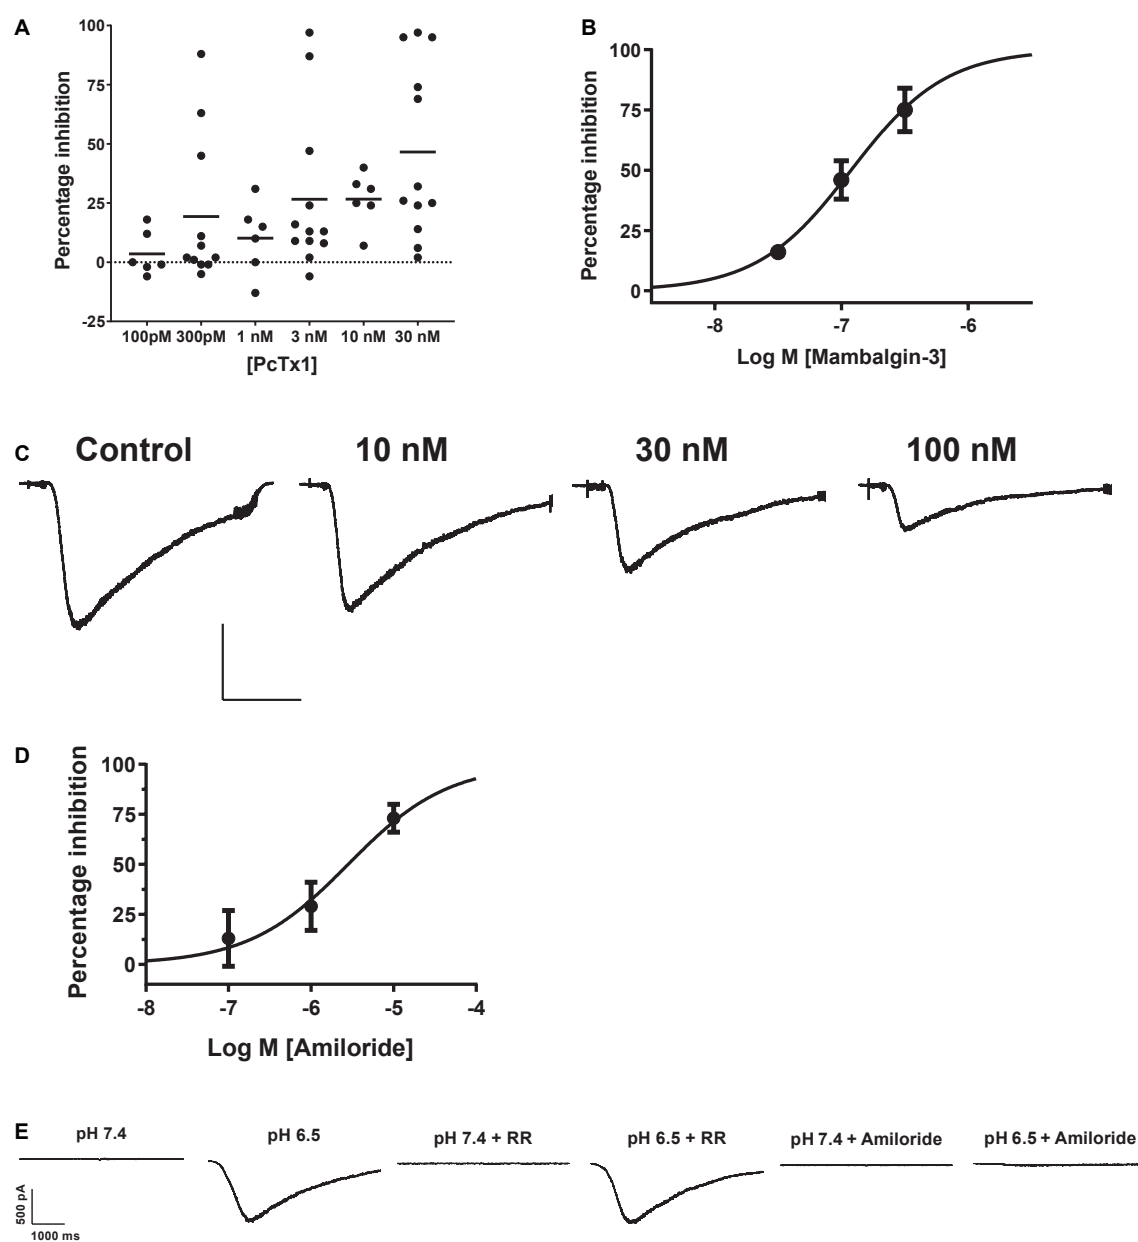 A
Percentage inhibition
100
75
50
25
0
-25
100pM 300pM 1 nM 3 nM 10 nM 30 nM
[PcTx1]
B
Percentage inhibition
100
75
50
25
0
-8 -7 -6
Log M [Mambalgin-3]
C
Control 10 nM 30 nM 100 nM
D
Percentage inhibition
100
75
50
25
0
-8 -7 -6 -5 -4
Log M [Amiloride]
E
pH 7.4 pH 6.5 pH 7.4 + RR pH 6.5 + RR pH 7.4 + Amiloride pH 6.5 + Amiloride
500 pA
1000 ms